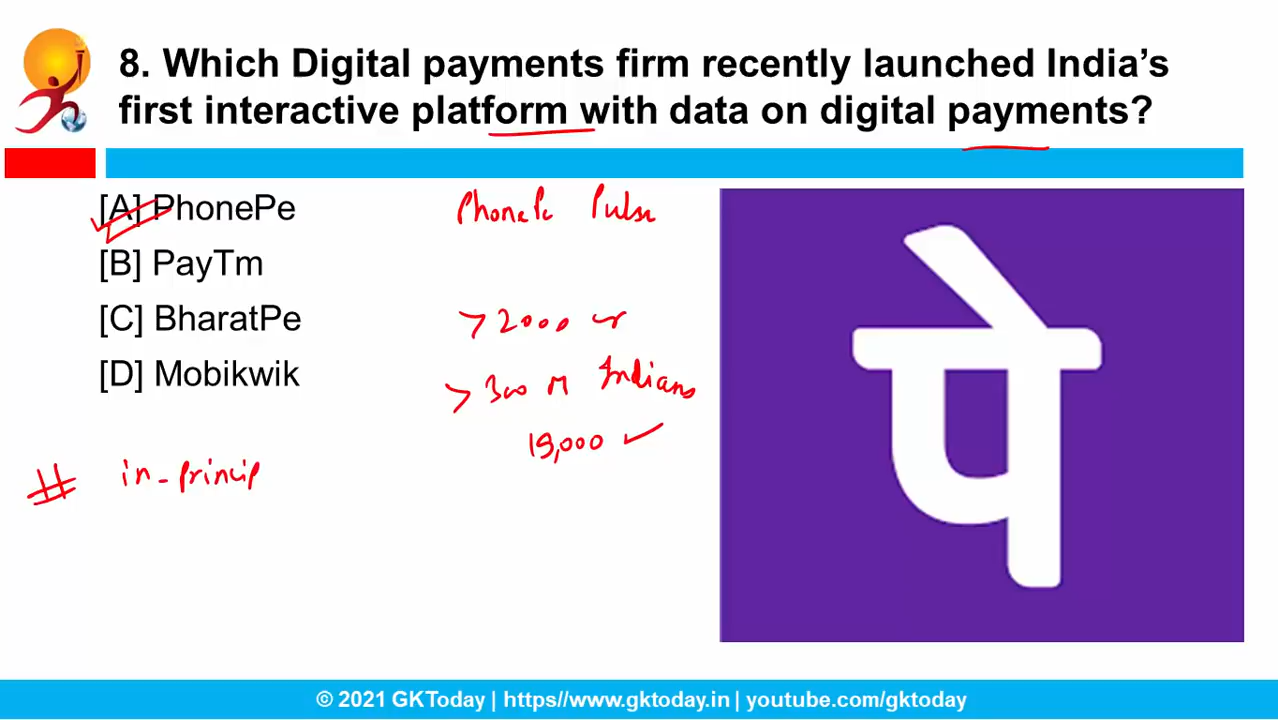 8. Which Digital payments firm recently launched India's
first interactive platform with data on digital payments?
[A] PhonePe
PhonePe Pulse
[B] PayTm
[C] BharatPe
> 2000 cr
[D] Mobikwik
> 300 M Indians
19,000
# in-princip
पे
© 2021 GKToday | https//www.gktoday.in | youtube.com/gktoday